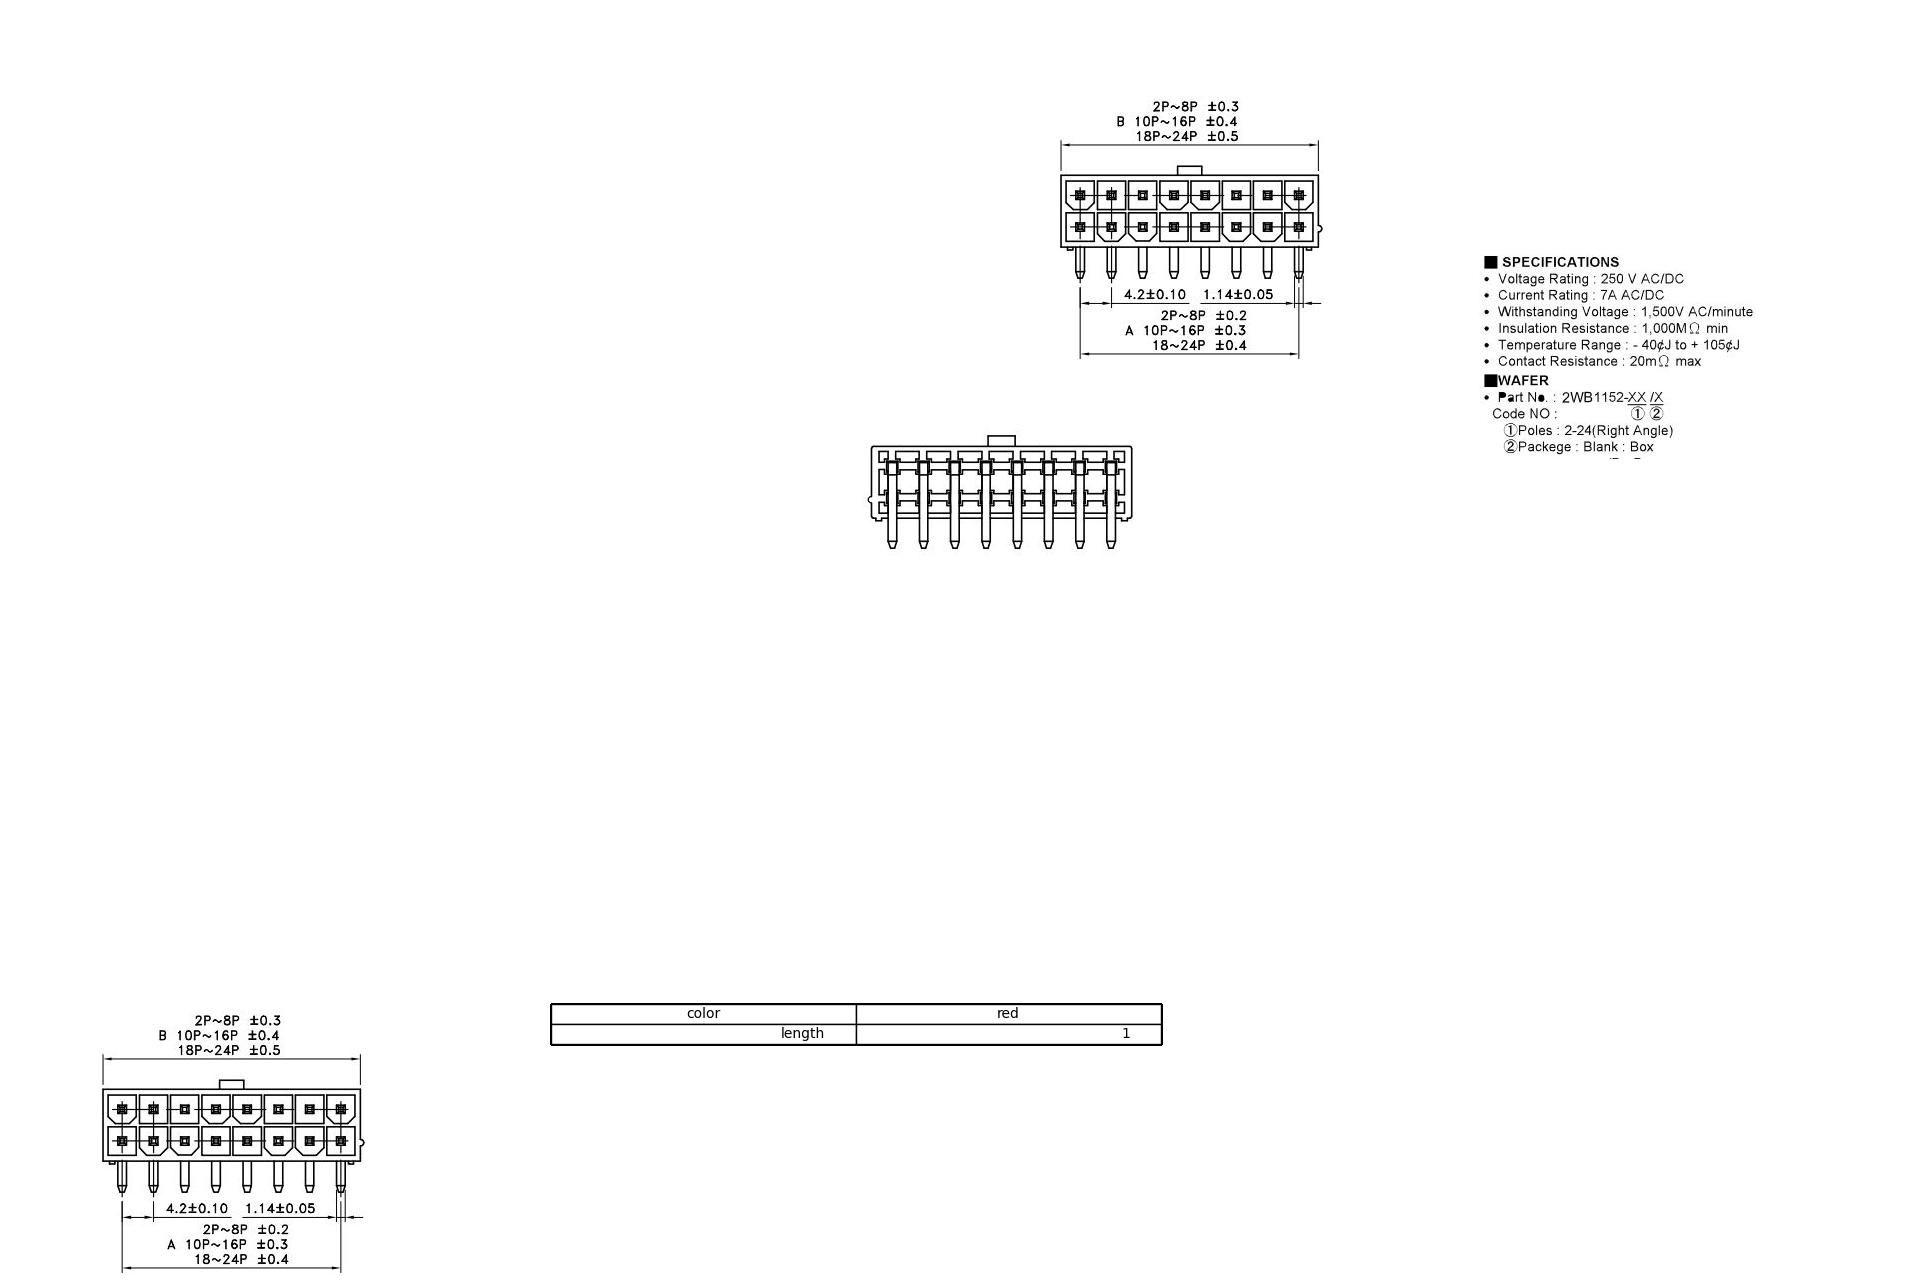 2P~8P ±0.3
B 10P~16P ±0.4
18P~24P ±0.5
4.2±0.10 1.14±0.05
2P~8P ±0.2
A 10P~16P ±0.3
18~24P ±0.4
■ SPECIFICATIONS
• Voltage Rating : 250 V AC/DC
• Current Rating : 7A AC/DC
• Withstanding Voltage : 1,500V AC/minute
• Insulation Resistance : 1,000MΩ min
• Temperature Range : - 40¢J to + 105¢J
• Contact Resistance : 20mΩ max
■WAFER
• Part No. : 2WB1152-XX /X
Code NO : ① ②
①Poles : 2-24(Right Angle)
②Packege : Blank : Box
color red
length 1
2P~8P ±0.3
B 10P~16P ±0.4
18P~24P ±0.5
4.2±0.10 1.14±0.05
2P~8P ±0.2
A 10P~16P ±0.3
18~24P ±0.4